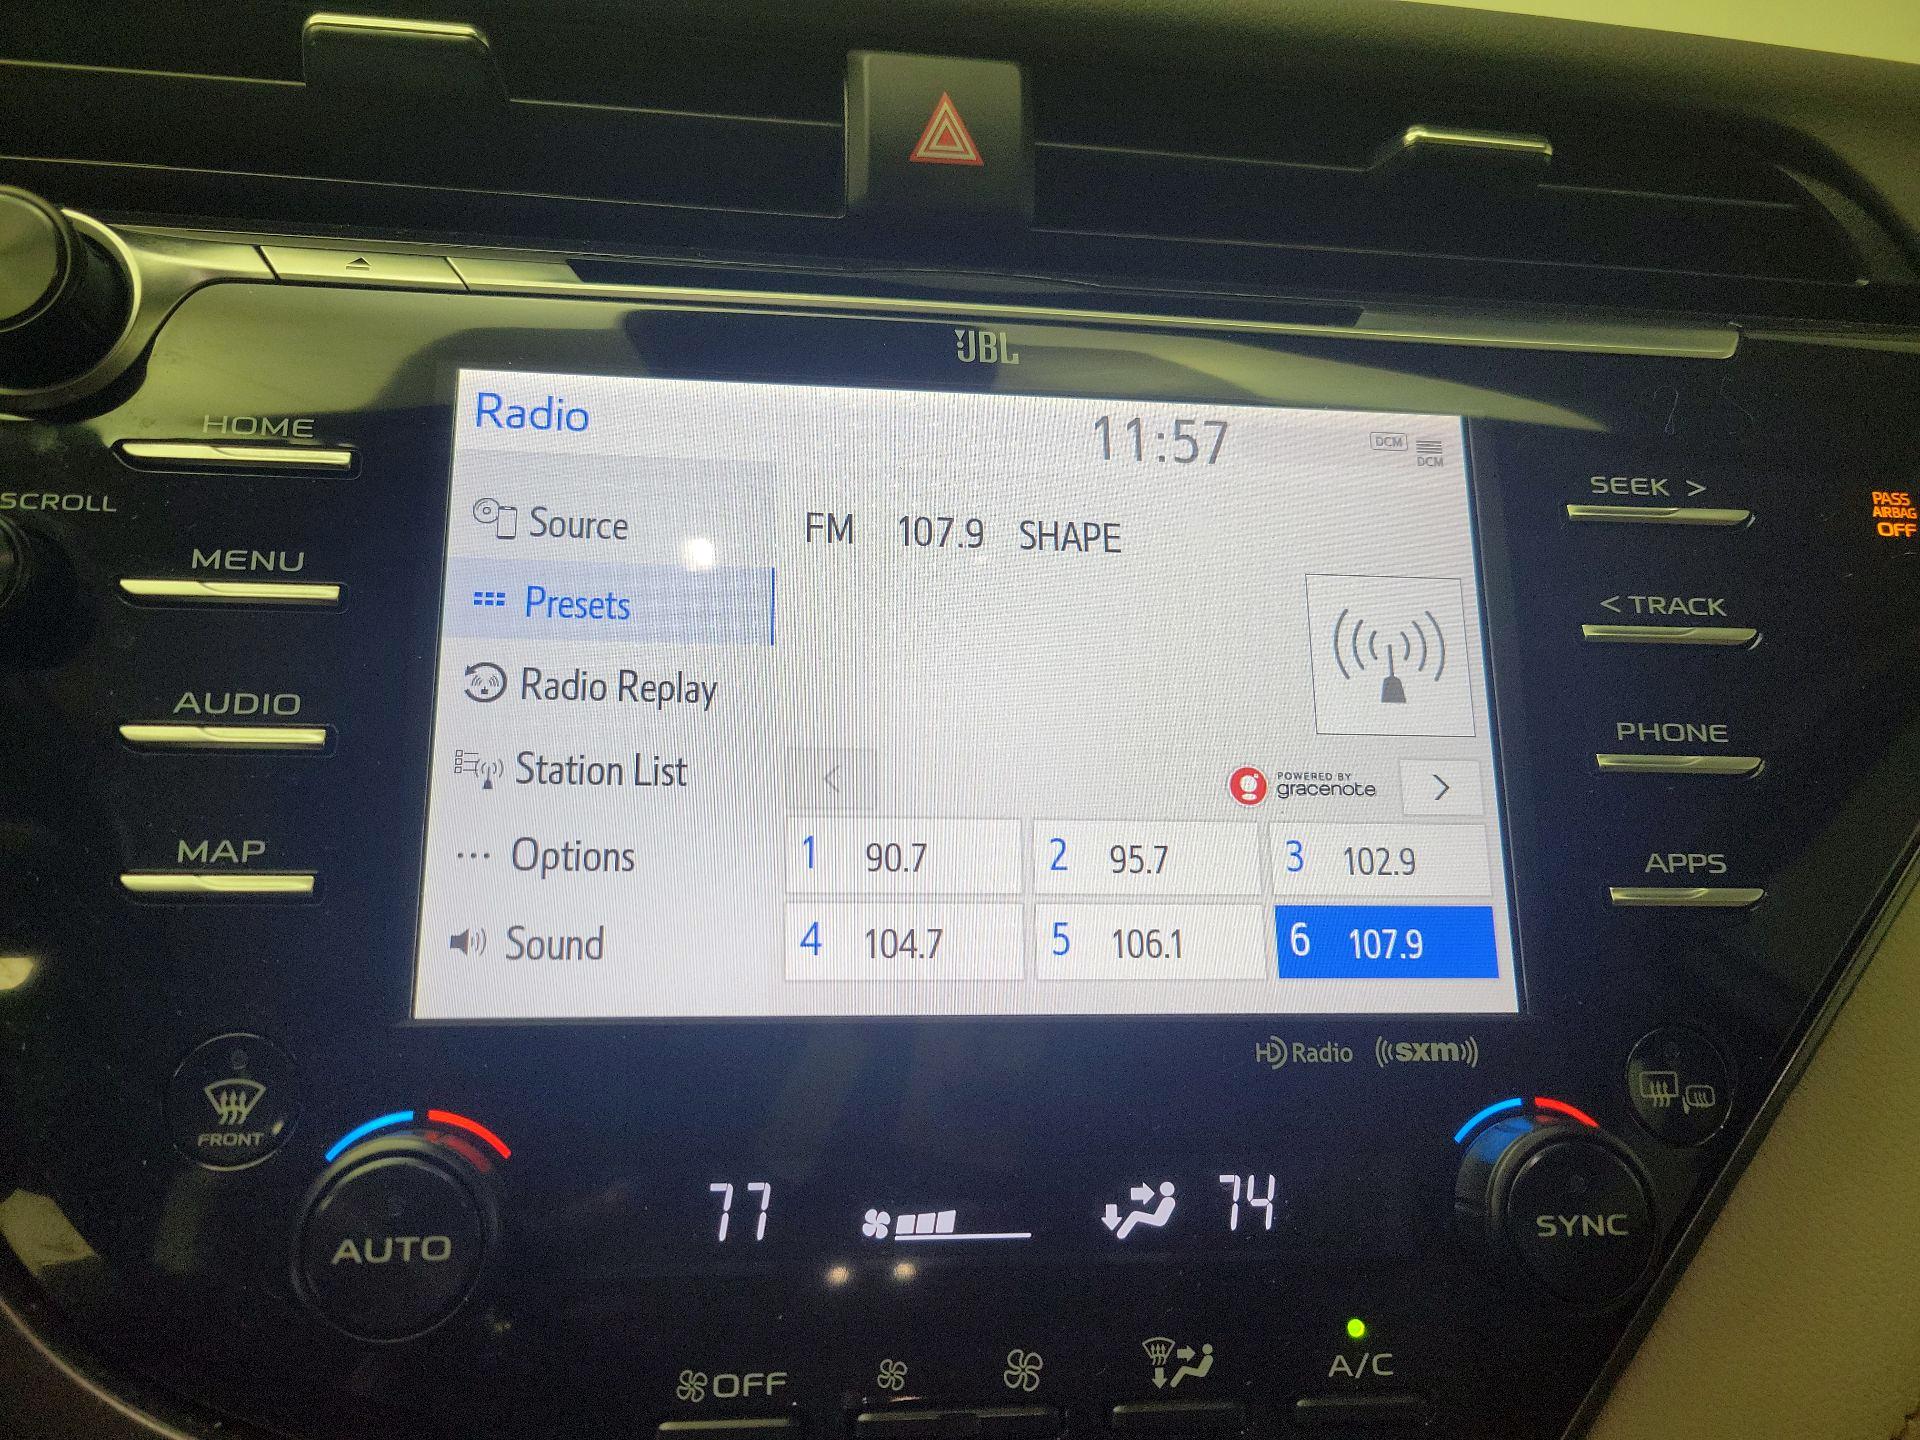 JBL
HOME
SCROLL
MENU
AUDIO
MAP
Radio
11:57
DCM
DCM
Source
Presets
Radio Replay
Station List
Options
Sound
FM 107.9 SHAPE
POWERED BY
gracenote
<
>
1 90.7
2 95.7
3 102.9
4 104.7
5 106.1
6 107.9
SEEK >
< TRACK
PHONE
APPS
PASS
AIRBAG
OFF
HD Radio
sxm
FRONT
AUTO
77
74
SYNC
OFF
A/C